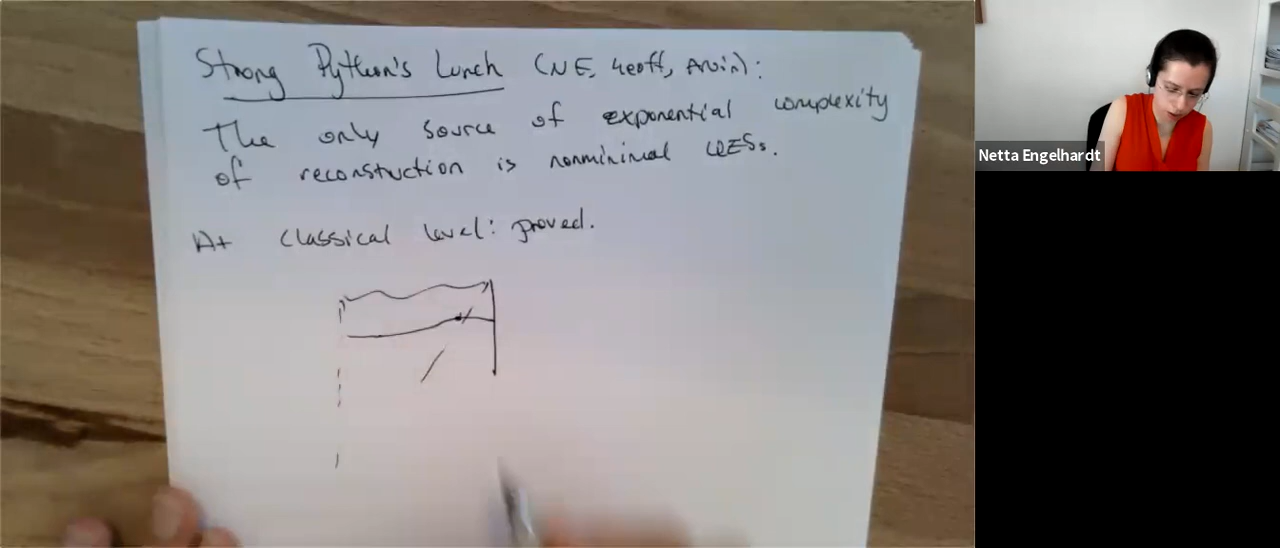 Strong Python's Lunch (NE, Geoff, Arvin):
The only source of exponential complexity
of reconstuction is nonminimal QESs.
At classical level: proved.
Netta Engelhardt